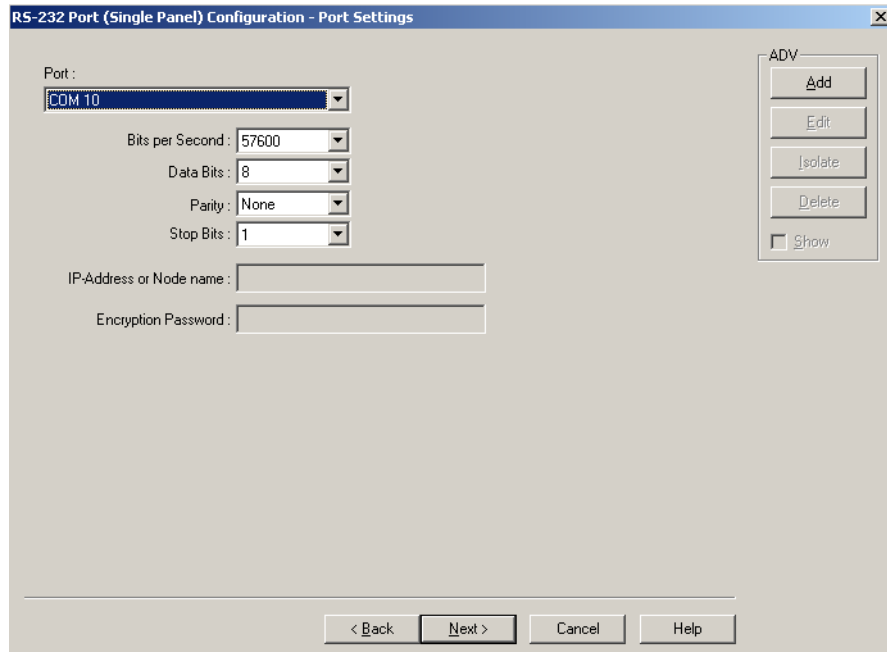 RS-232 Port (Single Panel) Configuration - Port Settings
Port :
COM 10
Bits per Second : 57600
Data Bits : 8
Parity : None
Stop Bits : 1
IP-Address or Node name :
Encryption Password :
ADV
Add
Edit
Isolate
Delete
Show
< Back Next > Cancel Help